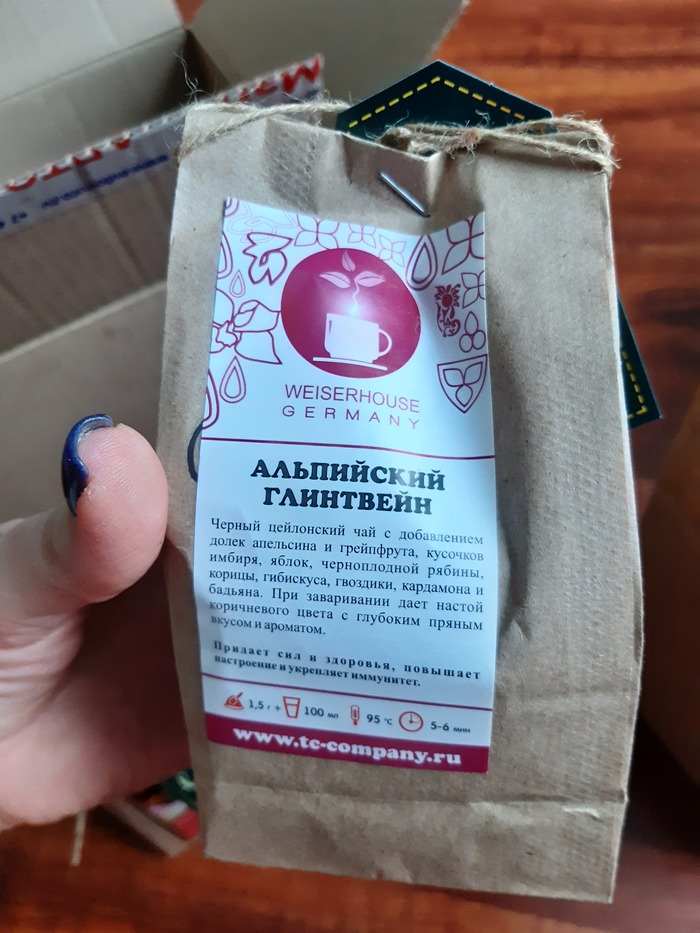 WEISERHOUSE
GERMANY
АЛЬПИЙСКИЙ
ГЛИНТВЕЙН
Черный цейлонский чай с добавлением
долек апельсина и грейпфрута, кусочков
имбиря, яблок, черноплодной рябины,
корицы, гибискуса, гвоздики, кардамона и
бадьяна. При заваривании дает настой
коричневого цвета с глубоким пряным
вкусом и ароматом.
Придает сил и здоровья, повышает
настроение и укрепляет иммунитет.
1,5 г + 100 мл 95 °C 5-6 мин
www.tc-company.ru